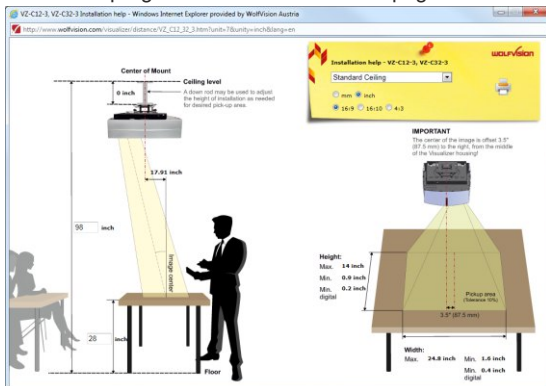 VZ-C12-3, VZ-C32-3 Installation help - Windows Internet Explorer provided by WolfVision Austria
http://www.wolfvision.com/visualizer/distance/VZ_C12_32_3.htm?unit=7&unity=inch&lang=en
Center of Mount
Ceiling level
0 inch
A down rod may be used to adjust
the height of installation as needed
for desired pick-up area.
17.91 inch
98 inch
Image center
28 inch
Floor
Installation help - VZ-C12-3, VZ-C32-3
WOLFVISION
Standard Ceiling
mm inch
16:9 16:10 4:3
IMPORTANT
The center of the image is offset 3.5"
(87.5 mm) to the right, from the middle
of the Visualizer housing!
Height:
Max. 14 inch
Min. 0.9 inch
Min. 0.2 inch
digital
Pickup area
(Tolerance 10%)
3.5" (87.5 mm)
Width:
Max. 24.8 inch Min. 1.6 inch
Min. 0.4 inch
digital